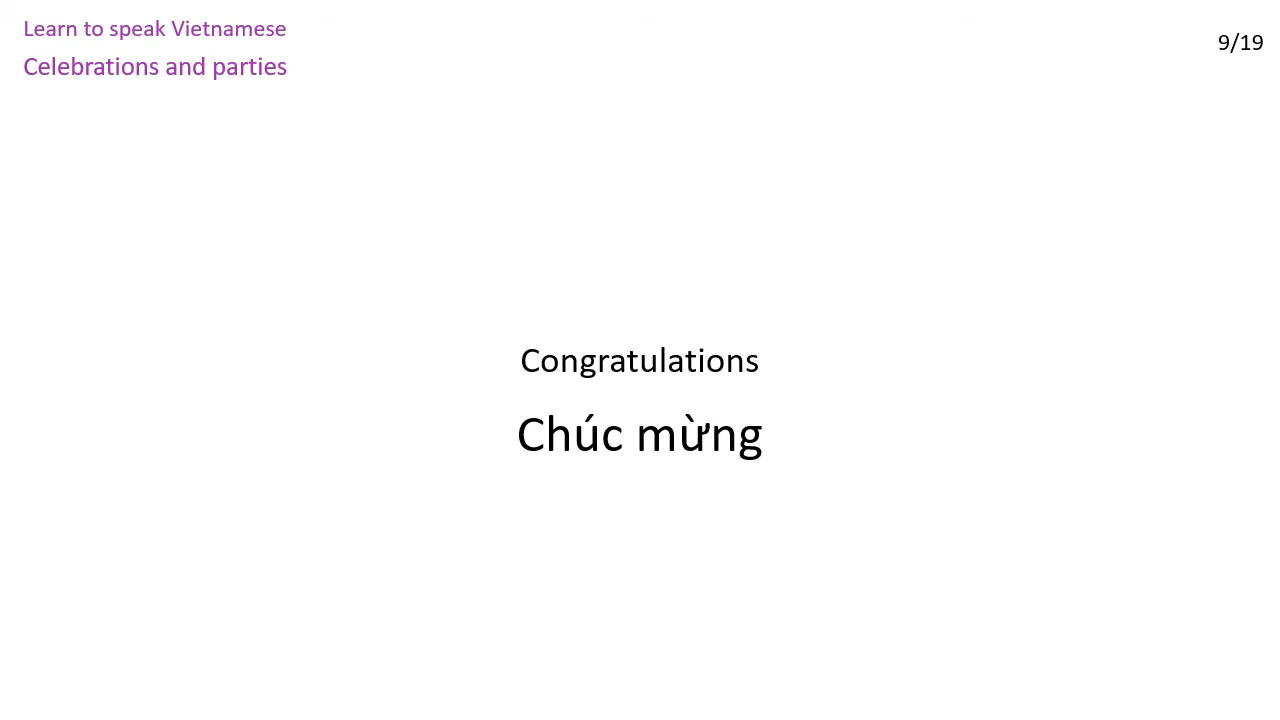 Learn to speak Vietnamese
Celebrations and parties
9/19
Congratulations
Chúc mừng